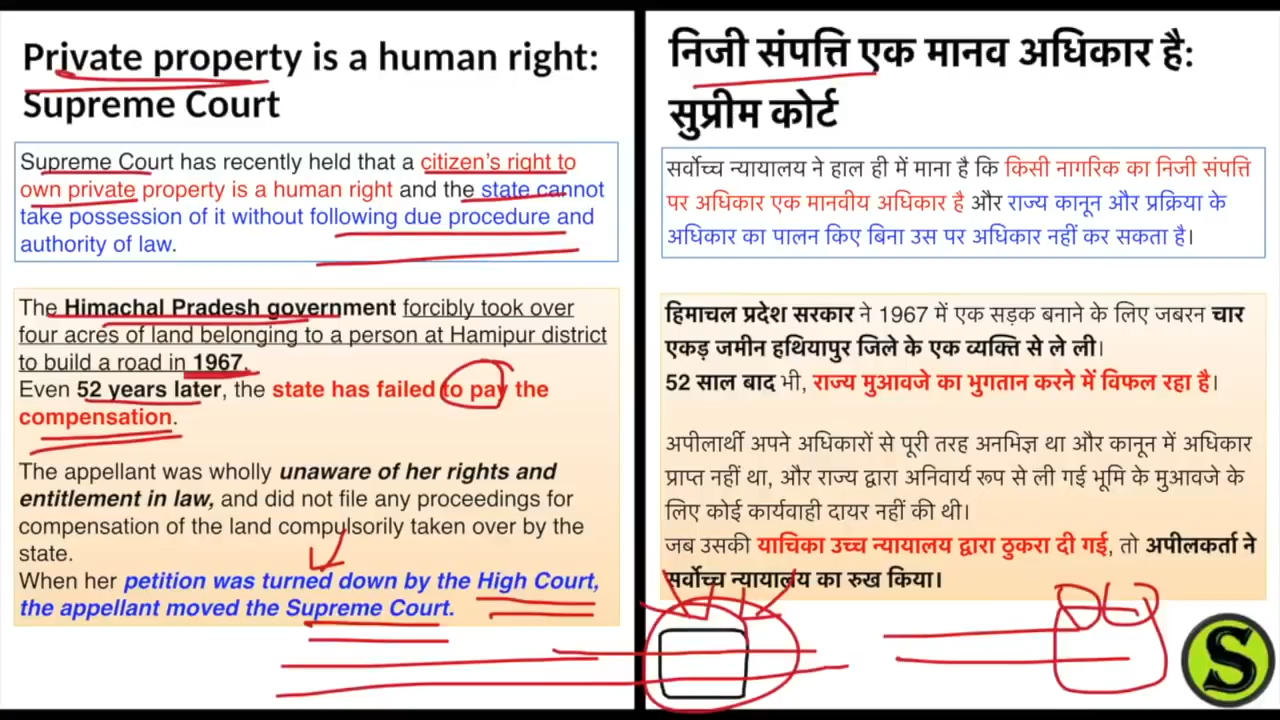 Private property is a human right:
Supreme Court
Supreme Court has recently held that a citizen's right to
own private property is a human right and the state cannot
take possession of it without following due procedure and
authority of law.
The Himachal Pradesh government forcibly took over
four acres of land belonging to a person at Hamipur district
to build a road in 1967.
Even 52 years later, the state has failed to pay the
compensation.
The appellant was wholly unaware of her rights and
entitlement in law, and did not file any proceedings for
compensation of the land compulsorily taken over by the
state.
When her petition was turned down by the High Court,
the appellant moved the Supreme Court.
निजी संपत्ति एक मानव अधिकार है:
सुप्रीम कोर्ट
सर्वोच्च न्यायालय ने हाल ही में माना है कि किसी नागरिक का निजी संपत्ति
पर अधिकार एक मानवीय अधिकार है और राज्य कानून और प्रक्रिया के
अधिकार का पालन किए बिना उस पर अधिकार नहीं कर सकता है।
हिमाचल प्रदेश सरकार ने 1967 में एक सड़क बनाने के लिए जबरन चार
एकड़ जमीन हथियापुर जिले के एक व्यक्ति से ले ली।
52 साल बाद भी, राज्य मुआवजे का भुगतान करने में विफल रहा है।
अपीलार्थी अपने अधिकारों से पूरी तरह अनभिज्ञ था और कानून में अधिकार
प्राप्त नहीं था, और राज्य द्वारा अनिवार्य रूप से ली गई भूमि के मुआवजे के
लिए कोई कार्यवाही दायर नहीं की थी।
जब उसकी याचिका उच्च न्यायालय द्वारा ठुकरा दी गई, तो अपीलकर्ता ने
सर्वोच्च न्यायालय का रुख किया।
S